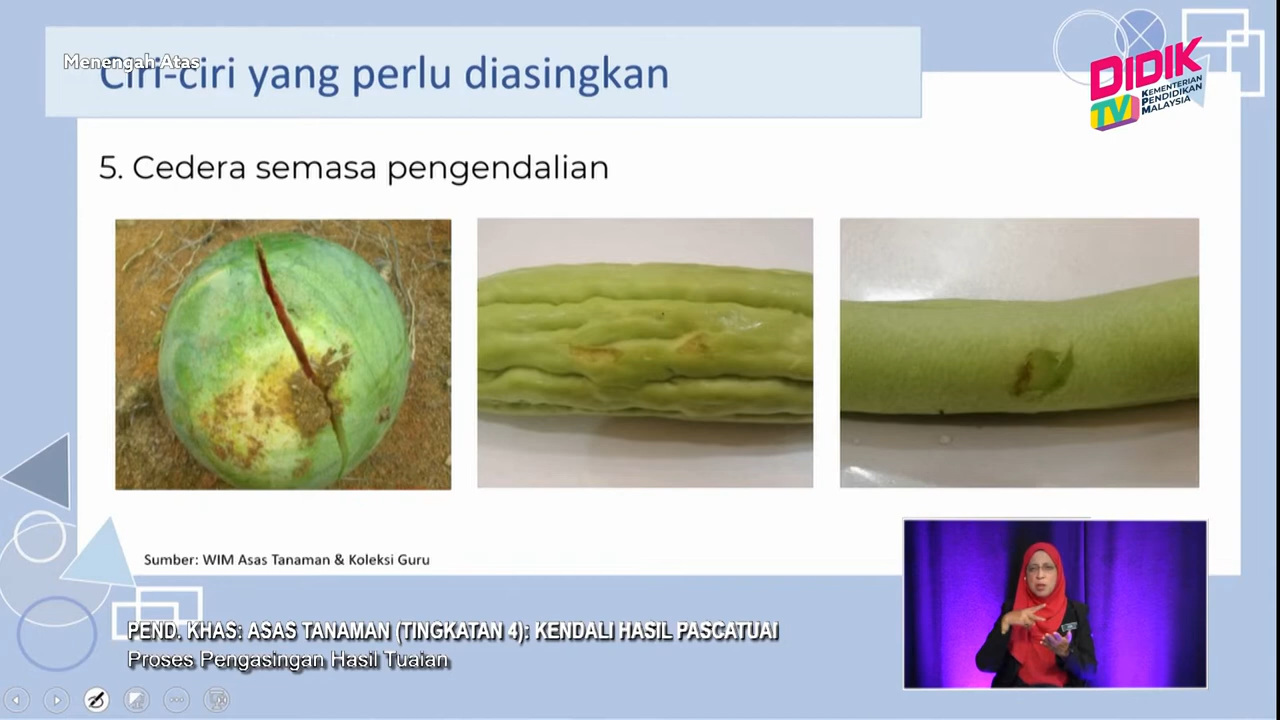 Menengah Atas
Ciri-ciri yang perlu diasingkan
DIDIK
TV
KEMENTERIAN
PENDIDIKAN
MALAYSIA
5. Cedera semasa pengendalian
Sumber: WIM Asas Tanaman & Koleksi Guru
PEND. KHAS: ASAS TANAMAN (TINGKATAN 4): KENDALI HASIL PASCATUAI
Proses Pengasingan Hasil Tuaian